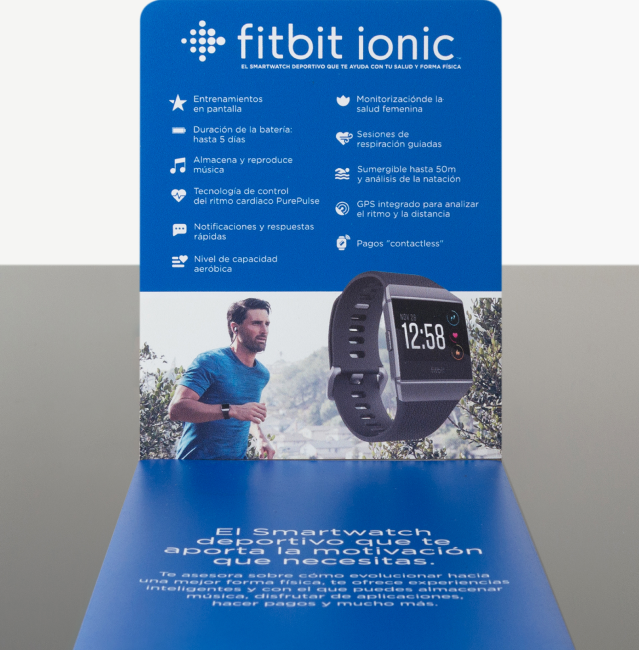 fitbit ionic
EL SMARTWATCH DEPORTIVO QUE TE AYUDA CON TU SALUD Y FORMA FÍSICA
Entrenamientos
en pantalla
Duración de la batería:
hasta 5 días
Almacena y reproduce
música
Tecnología de control
del ritmo cardíaco PurePulse
Notificaciones y respuestas
rápidas
Nivel de capacidad
aeróbica
Monitorizaciónde la
salud femenina
Sesiones de
respiración guiadas
Sumergible hasta 50m
y análisis de la natación
GPS integrado para analizar
el ritmo y la distancia
Pagos "contactless"
NOV 28
12:58
fitbit
El Smartwatch
deportivo que te
aporta la motivación
que necesitas.
Te asesora sobre cómo evolucionar hacia
una mejor forma física, te ofrece experiencias
inteligentes y con el que puedes almacenar
música, disfrutar de aplicaciones,
hacer pagos y mucho más.